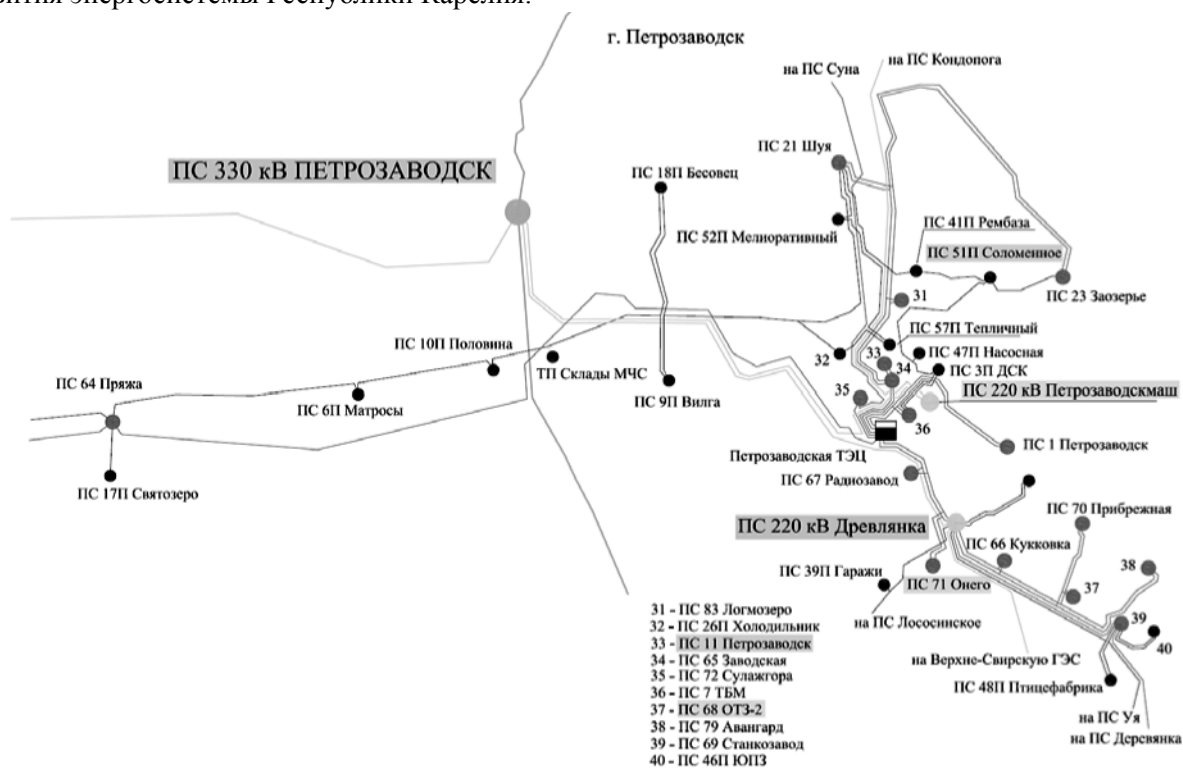 вития энергосистемы Республики Карелия:
г. Петрозаводск
на ПС Кондопога
на ПС Суна
ПС 21 Шуя
ПС 330 кВ ПЕТРОЗАВОДСК
ПС 18П Бесовец
ПС 52П Мелиоративный
ПС 41П Рембаза
ПС 51П Соломенное
ПС 23 Заозерье
31
ПС 57П Тепличный
ПС 10П Половина
32
33
ПС 47П Насосная
ТП Склады МЧС
34
ПС 3П ДСК
ПС 64 Пряжа
ПС 220 кВ Петрозаводскмаш
35
ПС 6П Матросы
ПС 9П Вилга
36
ПС 1 Петрозаводск
Петрозаводская ТЭЦ
ПС 67 Радиозавод
ПС 17П Святозеро
ПС 70 Прибрежная
ПС 220 кВ Древлянка
ПС 66 Кукковка
38
ПС 39П Гаражи
ПС 71 Онего
37
31 - ПС 83 Логмозеро
на ПС Лососинское
39
32 - ПС 26П Холодильник
33 - ПС 11 Петрозаводск
40
34 - ПС 65 Заводская
на Верхне-Свирскую ГЭС
35 - ПС 72 Сулажгора
ПС 48П Птицефабрика
36 - ПС 7 ТБМ
37 - ПС 68 ОТЗ-2
на ПС Уя
38 - ПС 79 Авангард
на ПС Деревянка
39 - ПС 69 Станкозавод
40 - ПС 46П ЮПЗ